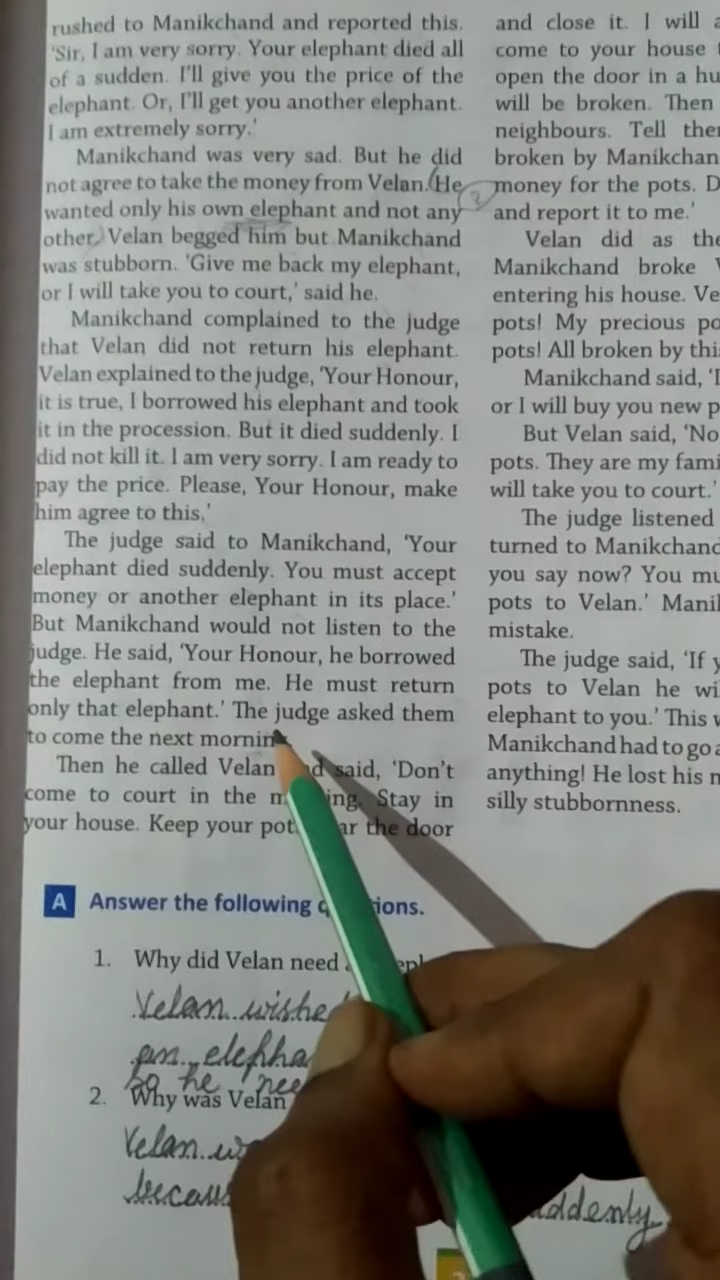 rushed to Manikchand and reported this.
'Sir, I am very sorry. Your elephant died all
of a sudden. I'll give you the price of the
elephant. Or, I'll get you another elephant.
I am extremely sorry.'
Manikchand was very sad. But he did
not agree to take the money from Velan. (He
wanted only his own elephant and not any
other.) Velan begged him but Manikchand
was stubborn. 'Give me back my elephant,
or I will take you to court,' said he.
Manikchand complained to the judge
that Velan did not return his elephant.
Velan explained to the judge, 'Your Honour,
it is true, I borrowed his elephant and took
it in the procession. But it died suddenly. I
did not kill it. I am very sorry. I am ready to
pay the price. Please, Your Honour, make
him agree to this.'
The judge said to Manikchand, 'Your
elephant died suddenly. You must accept
money or another elephant in its place.'
But Manikchand would not listen to the
judge. He said, 'Your Honour, he borrowed
the elephant from me. He must return
only that elephant.' The judge asked them
to come the next
Then he called Velan said, 'Don't
come to court in the Stay in
your house. Keep your the door
and close it. I will
come to your house
open the door in a
will be broken. Then
neighbours. Tell
broken by
money for the pots.
and report it to me.'
Velan did as
Manikchand broke
entering his house.
pots! My precious
pots! All broken by
Manikchand said,
or I will buy you new
But Velan said, 'No
pots. They are my
will take you to court.'
The judge listened
turned to Manikchand
you say now? You
pots to Velan.'
mistake.
The judge said, 'If
pots to Velan he
elephant to you.' This
Manikchand had to go
anything! He lost his
silly stubbornness.
A Answer the following
1. Why did Velan need
Velan wished
an
so he
2. Why was Velan
Velan